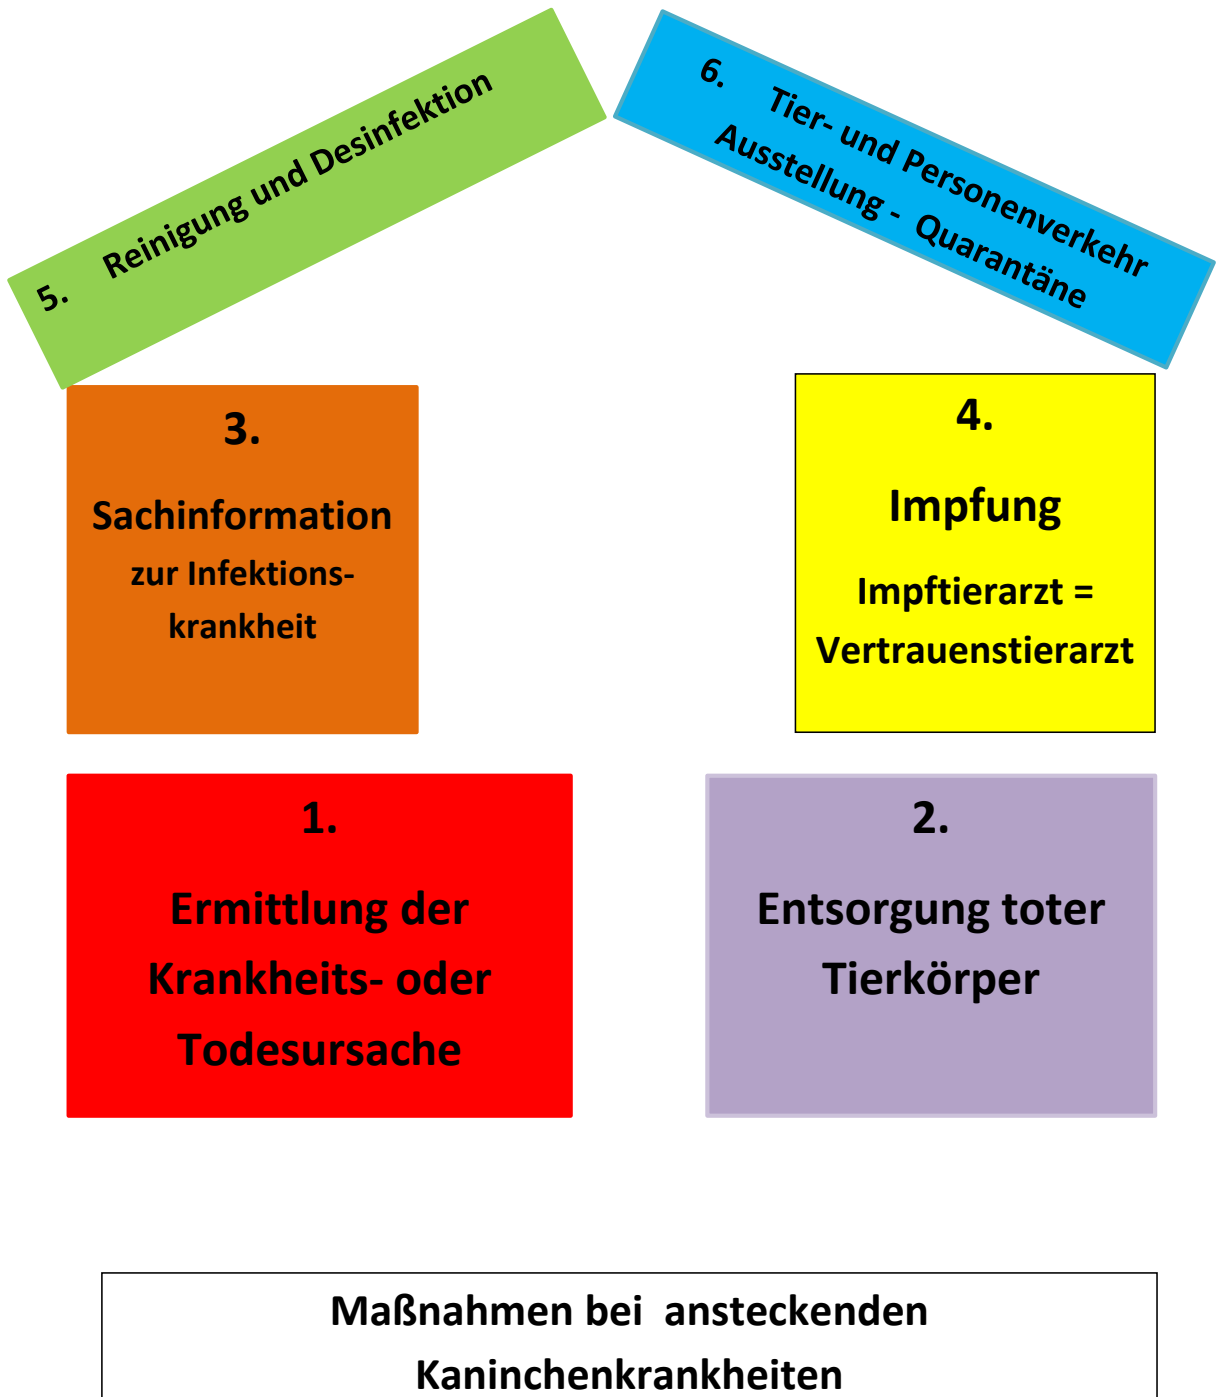 5. Reinigung und Desinfektion
6. Tier- und Personenverkehr
Ausstellung - Quarantäne
3.
Sachinformation
zur Infektions-
krankheit
4.
Impfung
Impftierarzt =
Vertrauenstierarzt
1.
Ermittlung der
Krankheits- oder
Todesursache
2.
Entsorgung toter
Tierkörper
Maßnahmen bei ansteckenden
Kaninchenkrankheiten